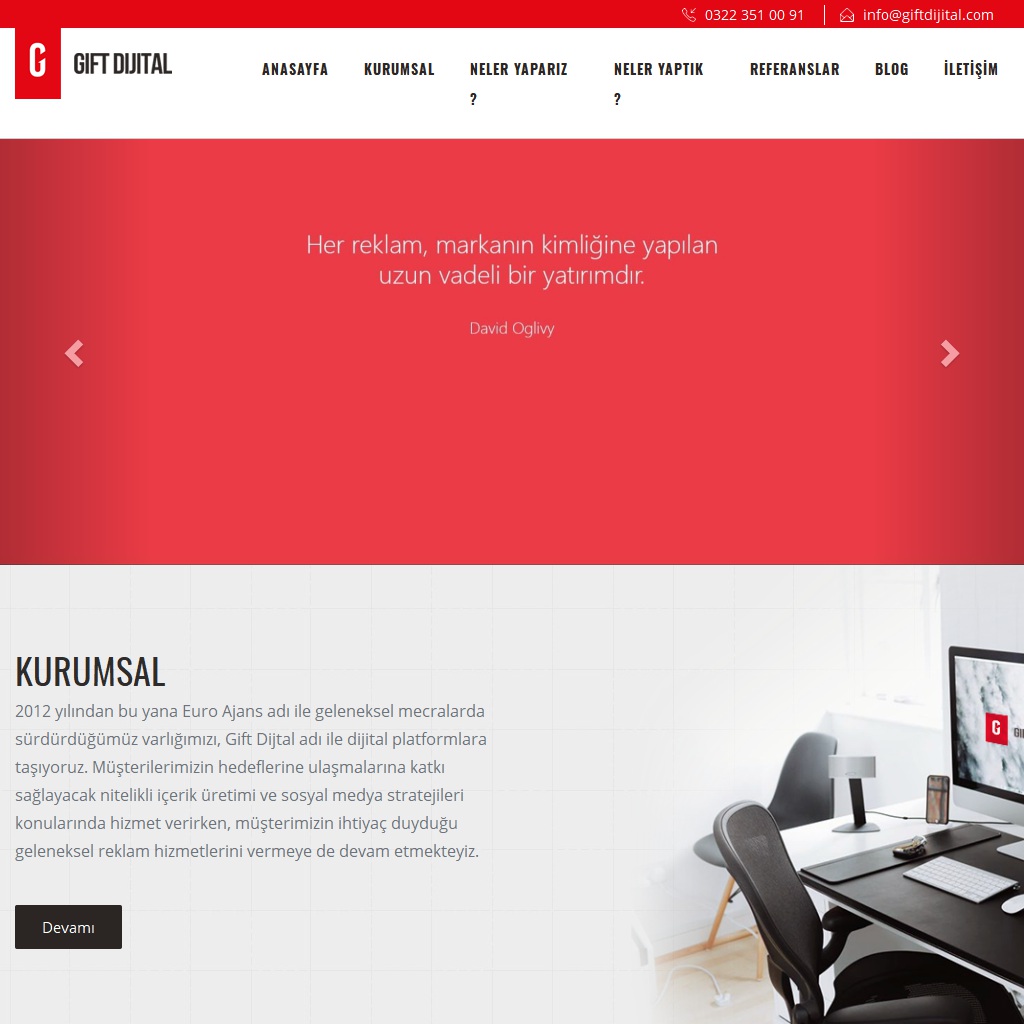 0322 351 00 91 info@giftdijital.com
G GIFT DIJITAL
ANASAYFA KURUMSAL NELER YAPARIZ ? NELER YAPTIK ? REFERANSLAR BLOG İLETİŞİM
Her reklam, markanın kimliğine yapılan
uzun vadeli bir yatırımdır.
David Oglivy
KURUMSAL
2012 yılından bu yana Euro Ajans adı ile geleneksel mecralarda
sürdürdüğümüz varlığımızı, Gift Dijtal adı ile dijital platformlara
taşıyoruz. Müşterilerimizin hedeflerine ulaşmalarına katkı
sağlayacak nitelikli içerik üretimi ve sosyal medya stratejileri
konularında hizmet verirken, müşterimizin ihtiyaç duyduğu
geleneksel reklam hizmetlerini vermeye de devam etmekteyiz.
Devamı
G